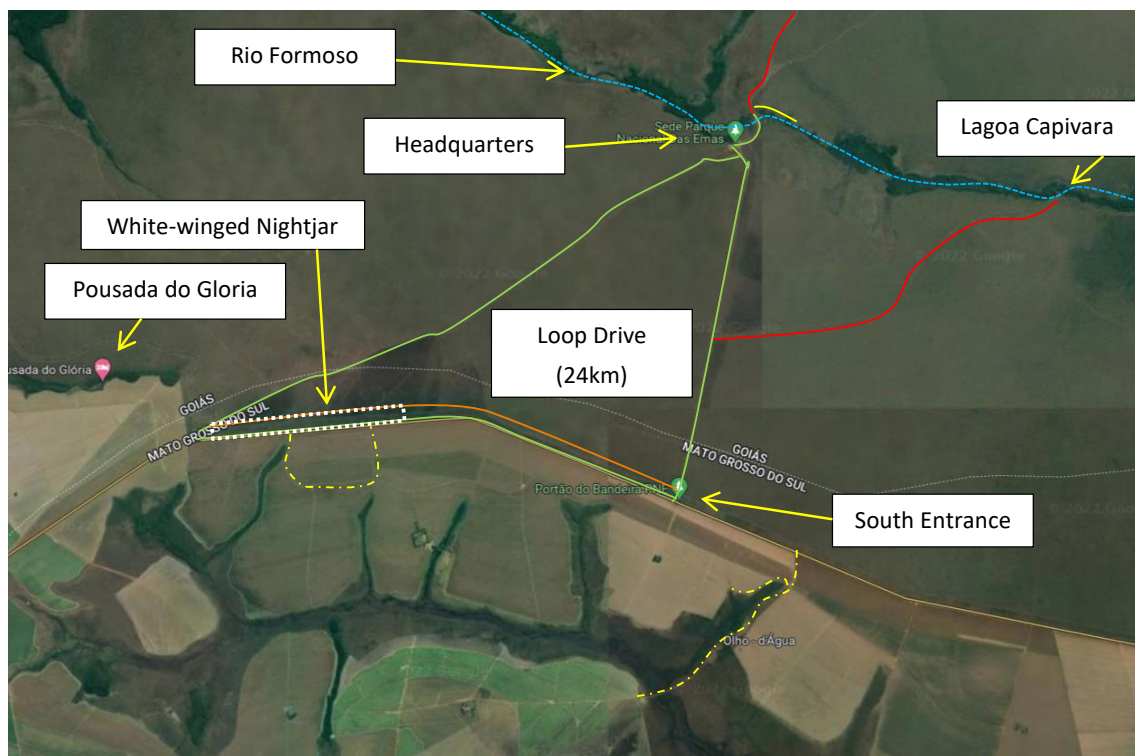 Rio Formoso
Sede Parque
Nacional das Emas
Lagoa Capivara
Headquarters
© 2022 Google
White-winged Nightjar
© 2022 Google
Pousada do Gloria
Loop Drive
(24km)
usada do Glória
GOIÁS
MATO GROSSO DO SUL
GOIÁS
MATO GROSSO DO SUL
Portão do Bandeira PNE
South Entrance
Olho - d'Água